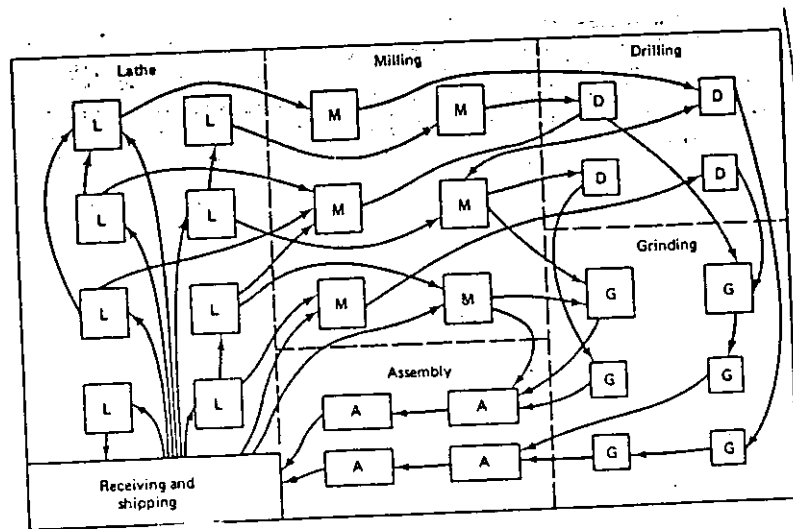 Lathe
Milling
Drilling
L
L
M
M
D
D
L
L
M
M
D
D
Grinding
L
L
M
M
G
G
Assembly
L
L
A
A
G
G
A
A
G
G
Receiving and
shipping